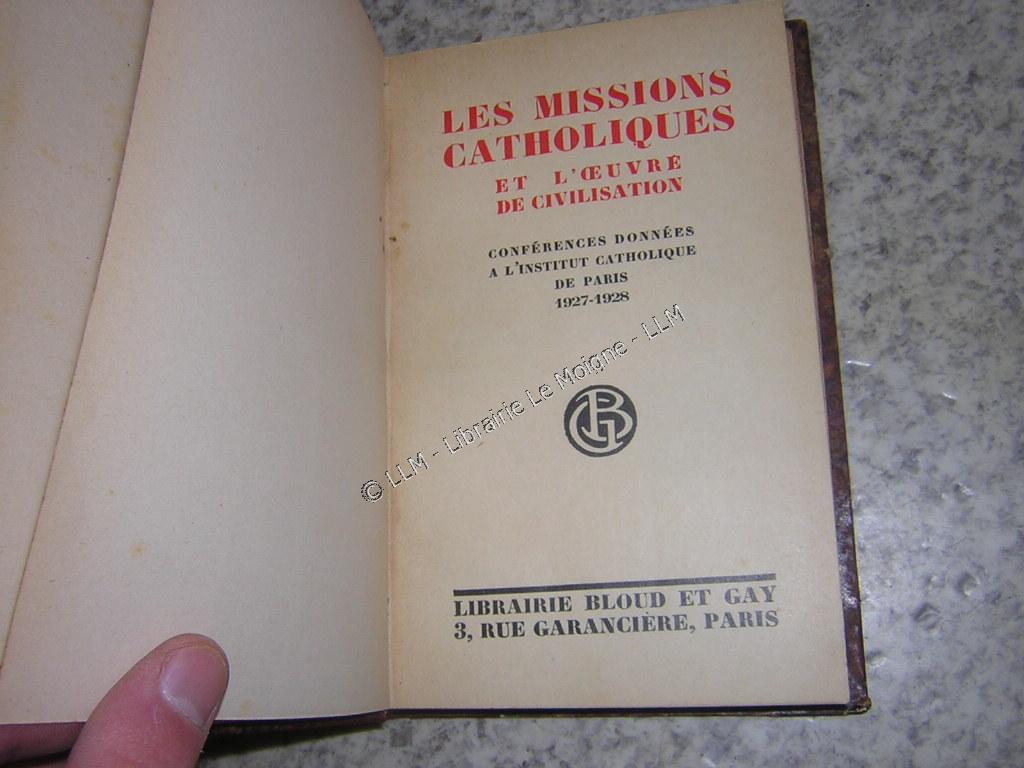 LES MISSIONS
CATHOLIQUES
ET L'ŒUVRE
DE CIVILISATION
CONFÉRENCES DONNÉES
A L'INSTITUT CATHOLIQUE
DE PARIS
1927-1928
© LLM - Librairie Le Moigne - LLM
LIBRAIRIE BLOUD ET GAY
3, RUE GARANCIÈRE, PARIS